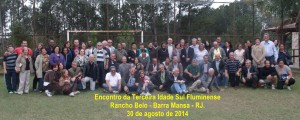 Encontro da Terceira Idade Sul Fluminense
Rancho Belo - Barra Mansa - RJ.
30 de agosto de 2014